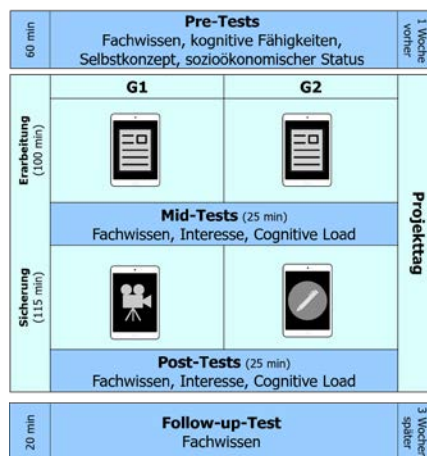 60 min
Pre-Tests
Fachwissen, kognitive Fähigkeiten,
Selbstkonzept, sozioökonomischer Status
1 Woche
vorher
G1
G2
Erarbeitung
(100 min)
Mid-Tests (25 min)
Fachwissen, Interesse, Cognitive Load
Projekttag
Sicherung
(115 min)
Post-Tests (25 min)
Fachwissen, Interesse, Cognitive Load
20 min
Follow-up-Test
Fachwissen
3 Wochen
später